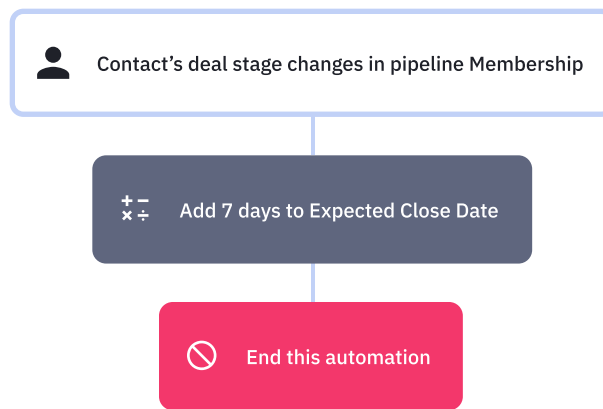 Contact’s deal stage changes in pipeline Membership
Add 7 days to Expected Close Date
End this automation